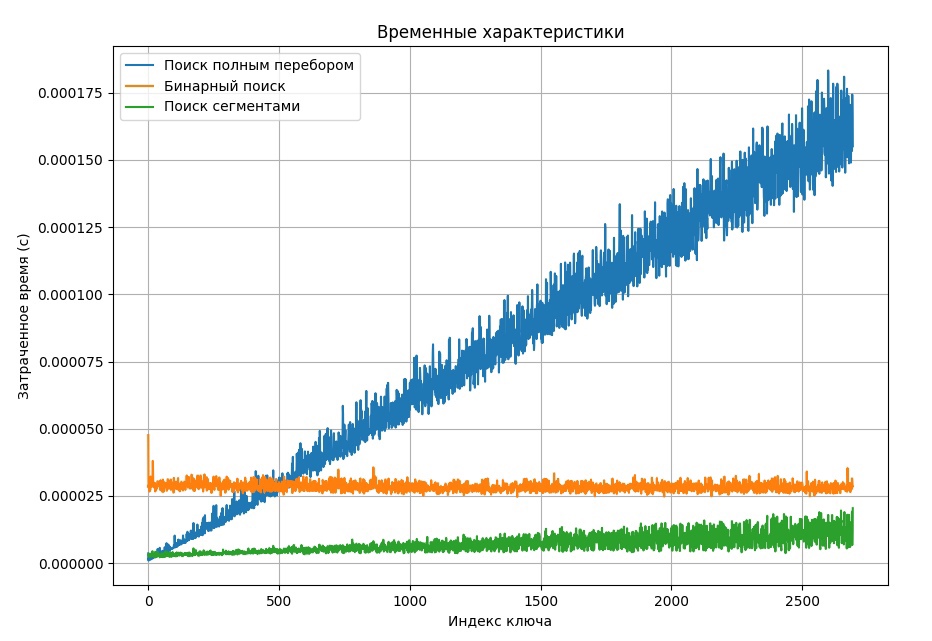 Временные характеристики
Поиск полным перебором
Бинарный поиск
Поиск сегментами
Затраченное время (с)
0.000175
0.000150
0.000125
0.000100
0.000075
0.000050
0.000025
0.000000
0 500 1000 1500 2000 2500
Индекс ключа